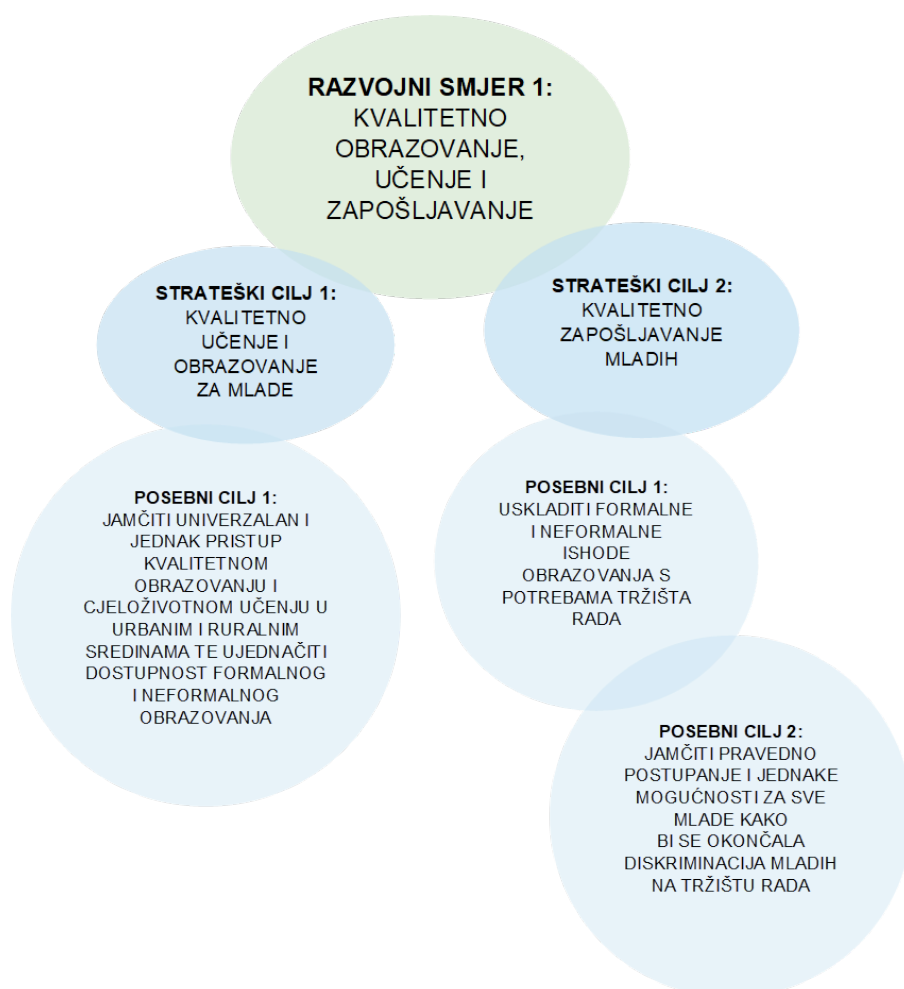 RAZVOJNI SMJER 1:
KVALITETNO
OBRAZOVANJE,
UČENJE I
ZAPOŠLJAVANJE
STRATEŠKI CILJ 1:
KVALITETNO
UČENJE I
OBRAZOVANJE
ZA MLADE
STRATEŠKI CILJ 2:
KVALITETNO
ZAPOŠLJAVANJE
MLADIH
POSEBNI CILJ 1:
JAMČITI UNIVERZALAN I
JEDNAK PRISTUP
KVALITETNOM
OBRAZOVANJU I
CJELOŽIVOTNOM UČENJU U
URBANIM I RURALNIM
SREDINAMA TE UJEDNAČITI
DOSTUPNOST FORMALNOG
I NEFORMALNOG
OBRAZOVANJA
POSEBNI CILJ 1:
USKLADITI FORMALNE
I NEFORMALNE
ISHODE
OBRAZOVANJA S
POTREBAMA TRŽIŠTA
RADA
POSEBNI CILJ 2:
JAMČITI PRAVEDNO
POSTUPANJE I JEDNAKE
MOGUĆNOSTI ZA SVE
MLADE KAKO
BI SE OKONČALA
DISKRIMINACIJA MLADIH
NA TRŽIŠTU RADA